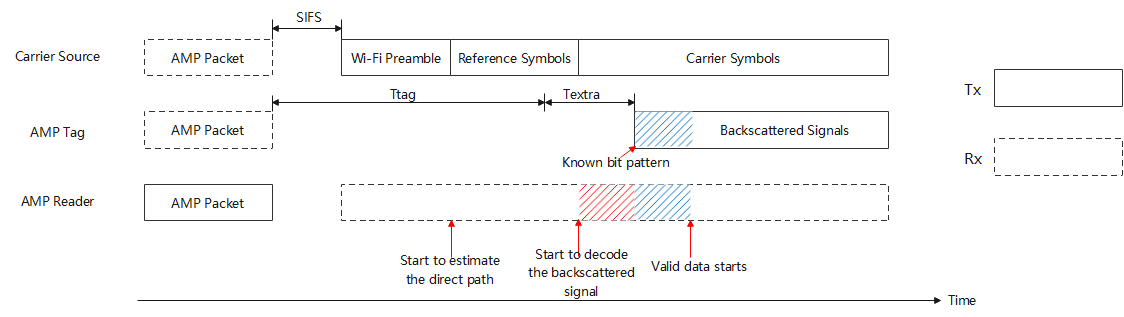 SIFS
Carrier Source
AMP Packet
Wi-Fi Preamble
Reference Symbols
Carrier Symbols
Ttag
Textra
Tx
AMP Tag
AMP Packet
Backscattered Signals
Known bit pattern
Rx
AMP Reader
AMP Packet
Start to estimate
the direct path
Start to decode
the backscattered
signal
Valid data starts
Time